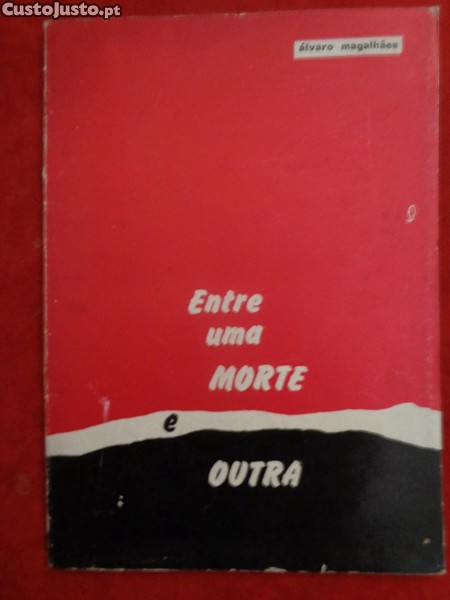 CustoJusto.pt
álvaro magalhães
Entre
uma
MORTE
e
OUTRA